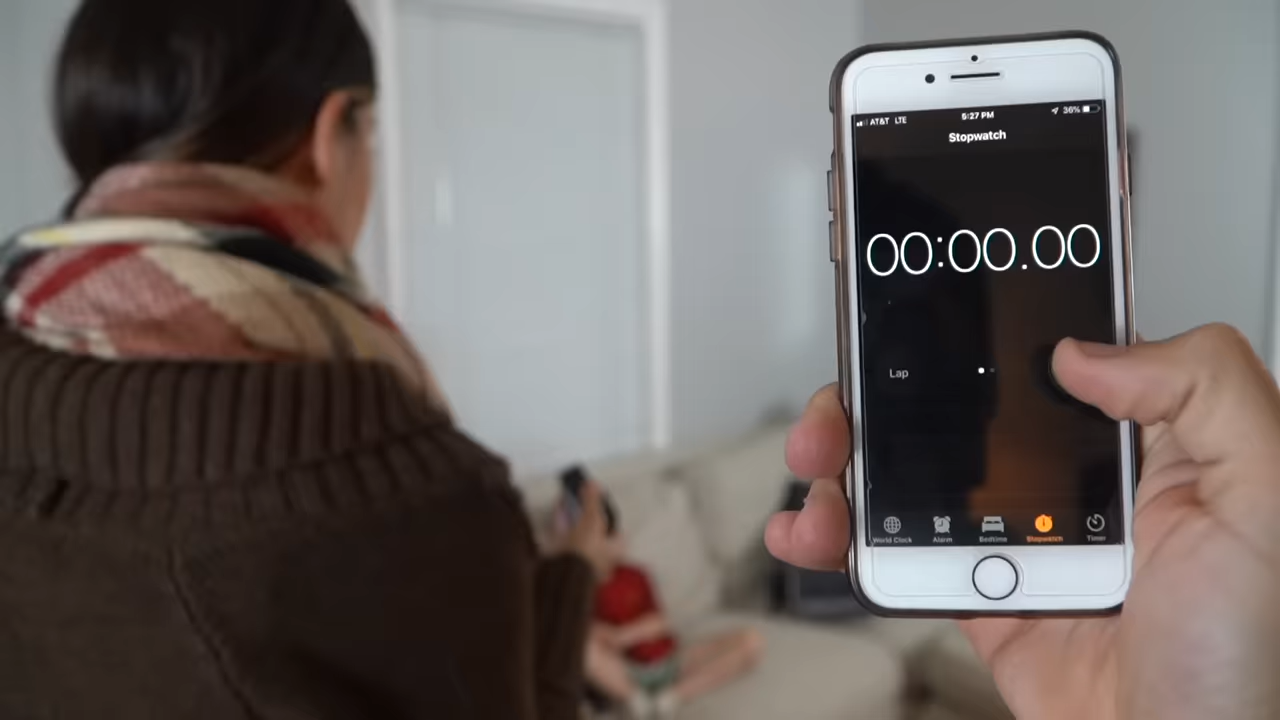 AT&T LTE 5:27 PM 36%
Stopwatch
00:00.00
Lap
World Clock Alarm Bedtime Stopwatch Timer